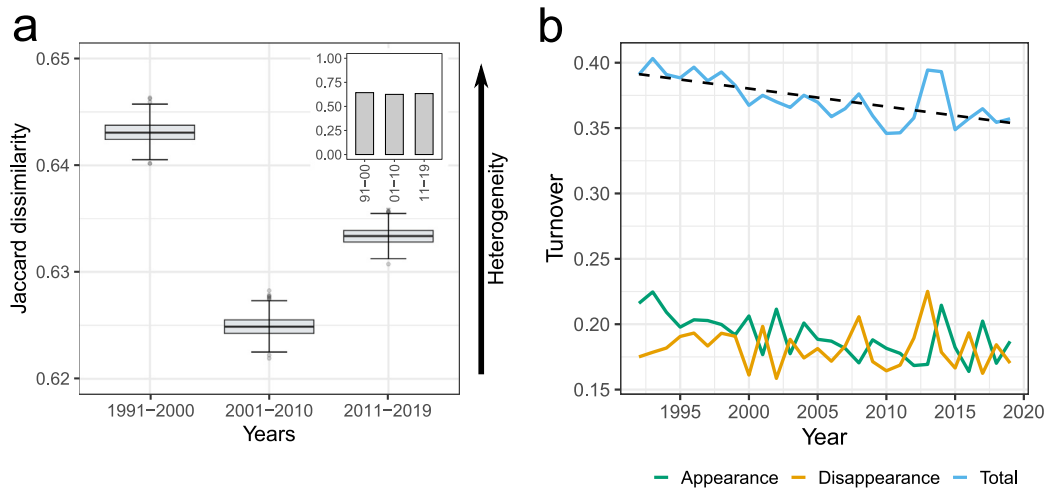 a
Jaccard dissimilarity
0.65
0.64
0.63
0.62
1991–2000
2001–2010
2011–2019
Years
1.00
0.75
0.50
0.25
0.00
91–00
01–10
11–19
Heterogeneity
b
Turnover
0.40
0.35
0.30
0.25
0.20
0.15
1995
2000
2005
2010
2015
2020
Year
Appearance
Disappearance
Total